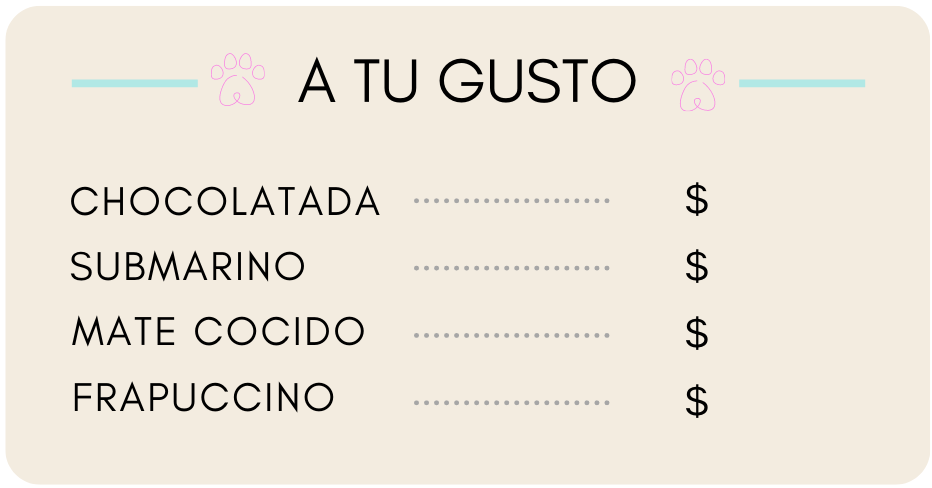 A TU GUSTO
CHOCOLATADA ................... $
SUBMARINO ................... $
MATE COCIDO ................... $
FRAPUCCINO ................... $